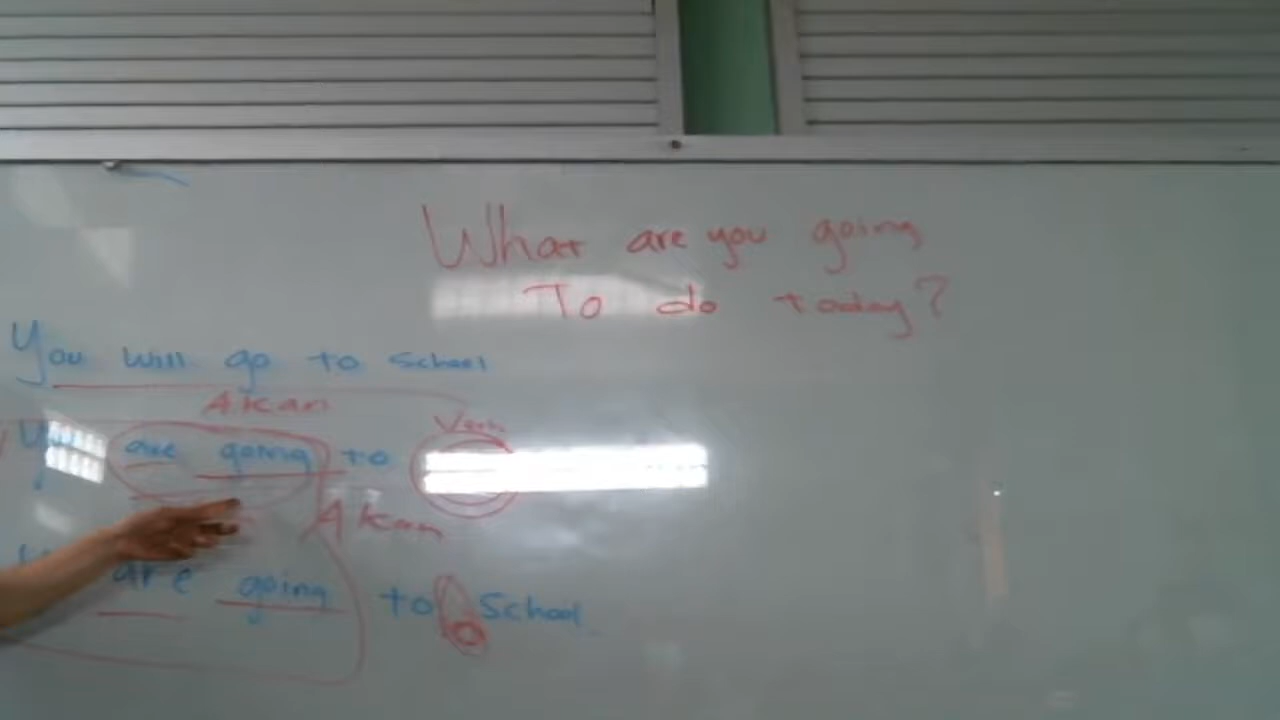 What are you going
To do today?
You will go to School
Akan
Verb
are going to
Akan
are going to School